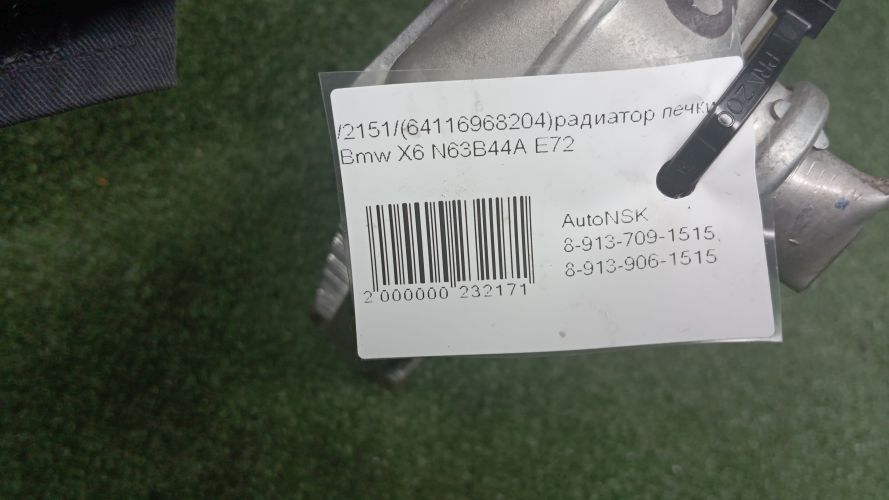 /2151/(64116968204)радиатор печки
Bmw X6 N63B44A E72
AutoNSK
8-913-709-1515,
8-913-906-1515
2 000000 232171